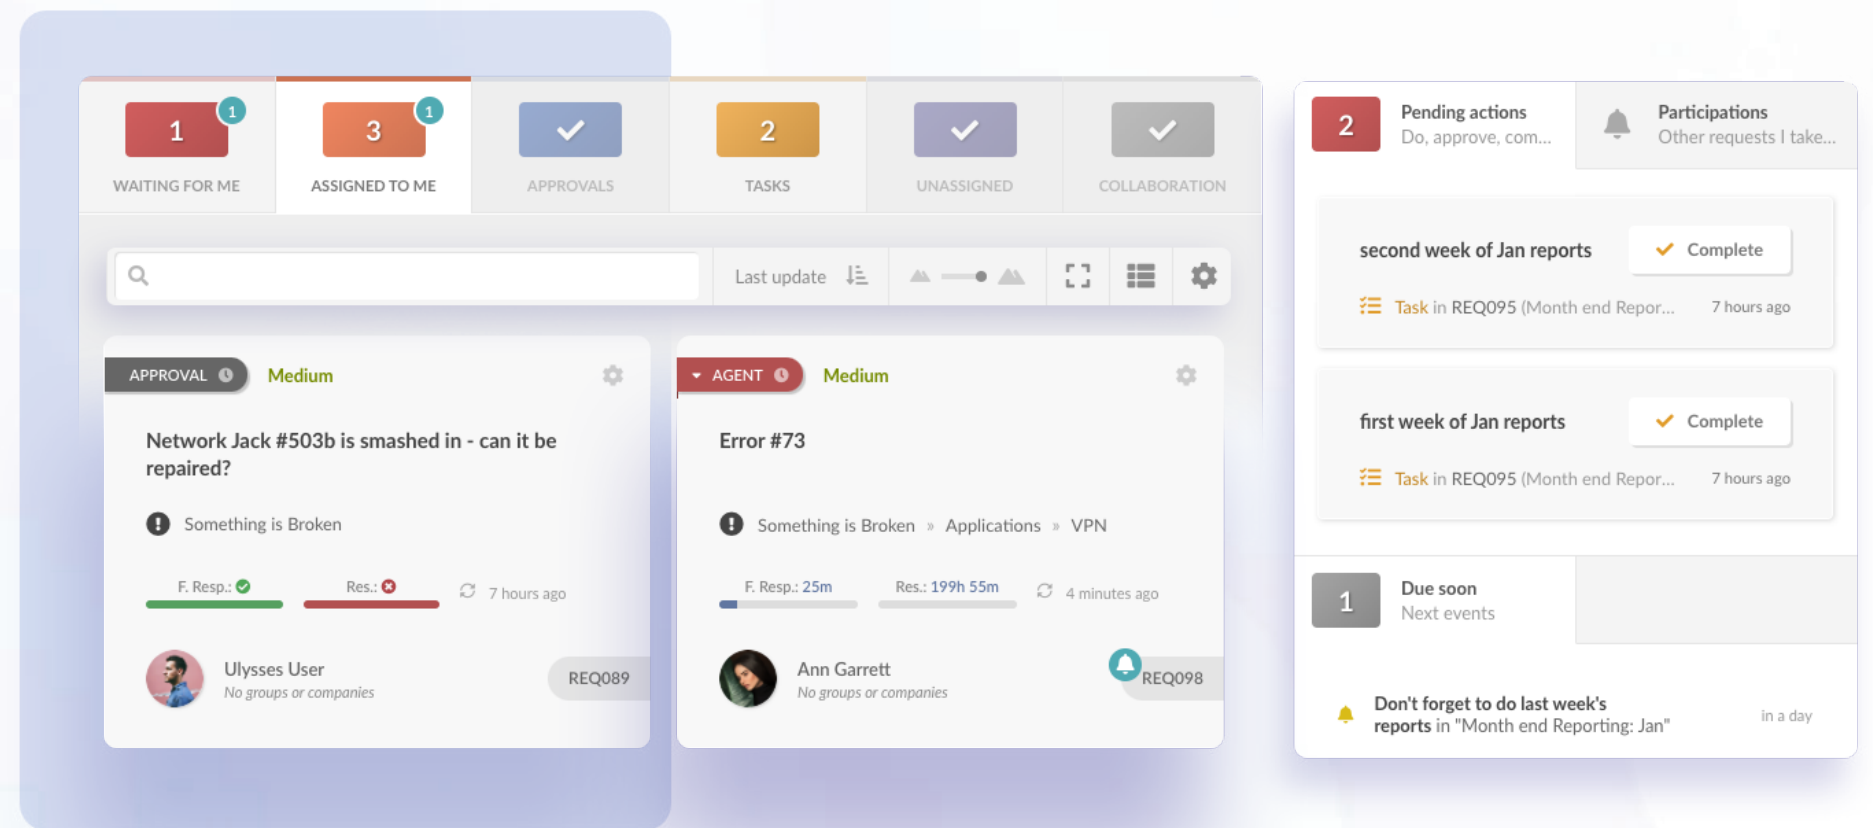 1 1
WAITING FOR ME
3 1
ASSIGNED TO ME
APPROVALS
2
TASKS
UNASSIGNED
COLLABORATION
Last update
APPROVAL Medium
Network Jack #503b is smashed in - can it be
repaired?
Something is Broken
F. Resp.: Res.: 7 hours ago
Ulysses User
No groups or companies
REQ089
AGENT Medium
Error #73
Something is Broken » Applications » VPN
F. Resp.: 25m Res.: 199h 55m 4 minutes ago
Ann Garrett
No groups or companies
REQ098
2
Pending actions
Do, approve, com...
Participations
Other requests I take...
second week of Jan reports Complete
Task in REQ095 (Month end Repor... 7 hours ago
first week of Jan reports Complete
Task in REQ095 (Month end Repor... 7 hours ago
1
Due soon
Next events
Don't forget to do last week's
reports in "Month end Reporting: Jan"
in a day